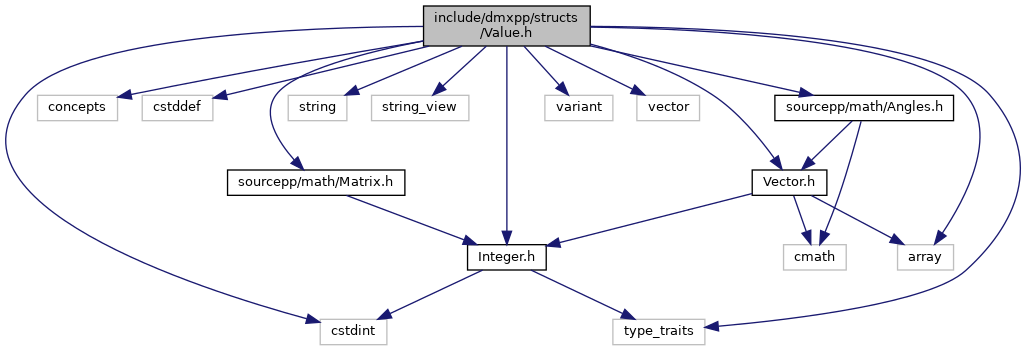 include/dmxpp/structs
/Value.h
concepts
cstddef
string
string_view
variant
vector
sourcepp/math/Angles.h
sourcepp/math/Matrix.h
Vector.h
Integer.h
cmath
array
cstdint
type_traits